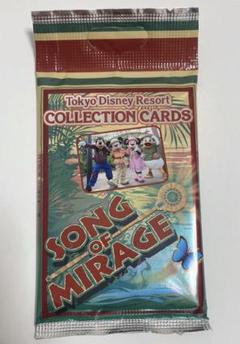 Tokyo Disney Resort
COLLECTION CARDS
SONG
OF
MIRAGE